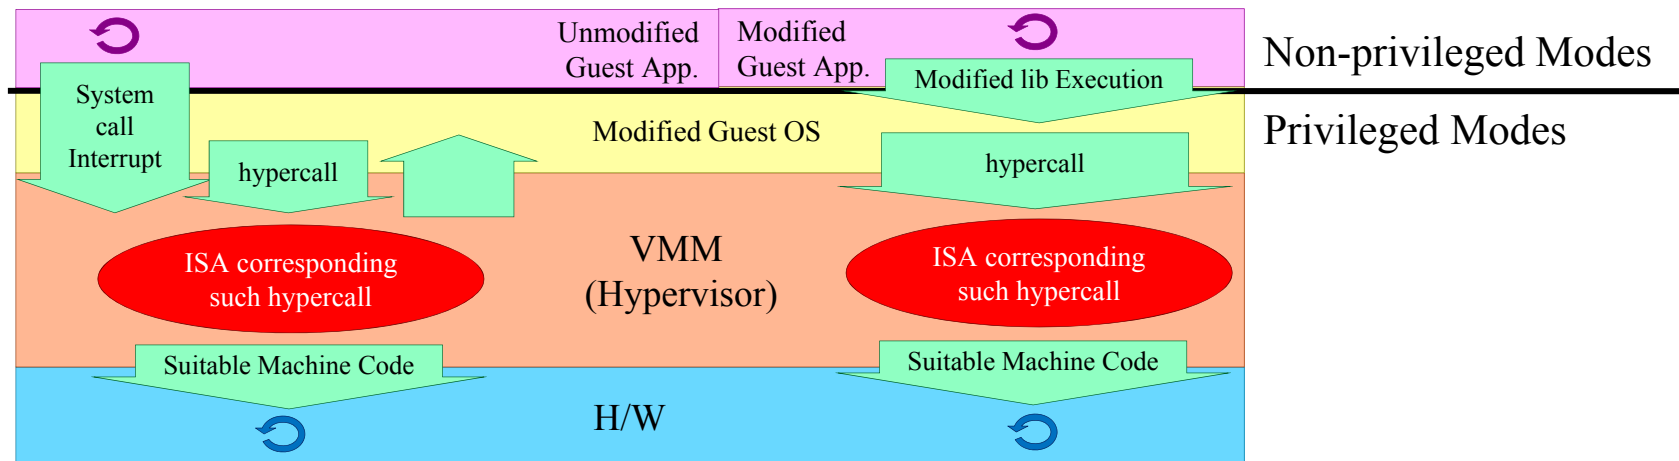 Unmodified
Guest App.
Modified
Guest App.
Non-privileged Modes
System
call
Interrupt
Modified lib Execution
Modified Guest OS
Privileged Modes
hypercall
hypercall
ISA corresponding
such hypercall
VMM
(Hypervisor)
ISA corresponding
such hypercall
Suitable Machine Code
Suitable Machine Code
H/W